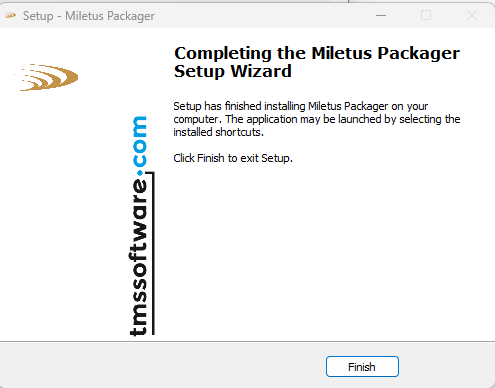 Setup - Miletus Packager
Completing the Miletus Packager
Setup Wizard
Setup has finished installing Miletus Packager on your
computer. The application may be launched by selecting the
installed shortcuts.
Click Finish to exit Setup.
tmssoftware.com
Finish